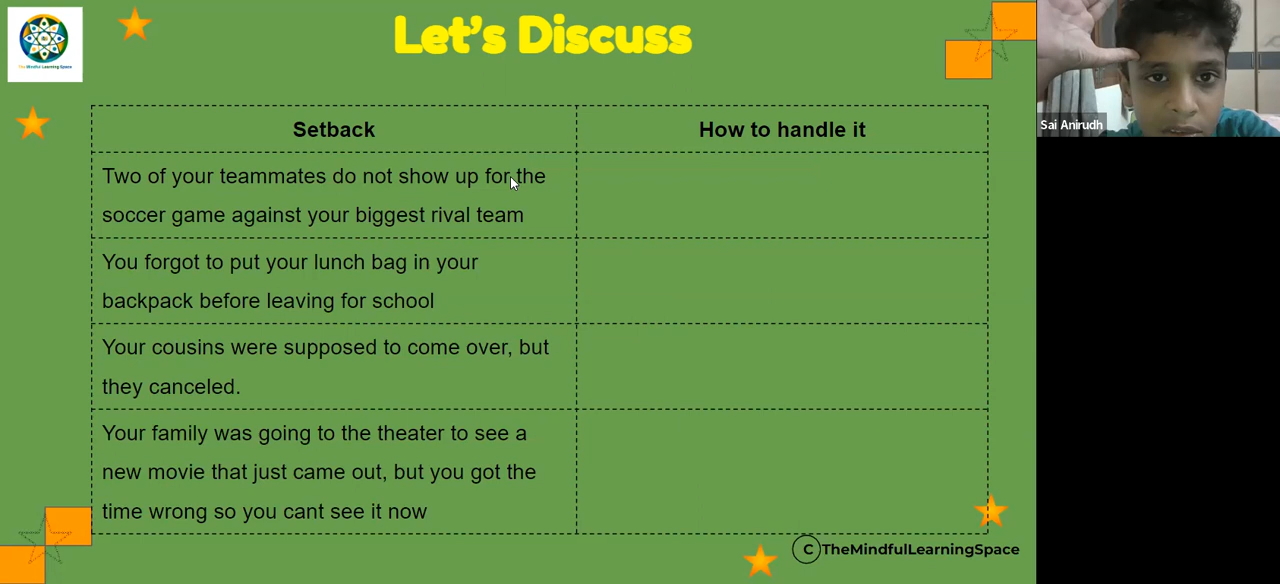 Let's Discuss
The Mindful Learning Space
Sai Anirudh
Setback
How to handle it
Two of your teammates do not show up for the
soccer game against your biggest rival team
You forgot to put your lunch bag in your
backpack before leaving for school
Your cousins were supposed to come over, but
they canceled.
Your family was going to the theater to see a
new movie that just came out, but you got the
time wrong so you cant see it now
C TheMindfulLearningSpace